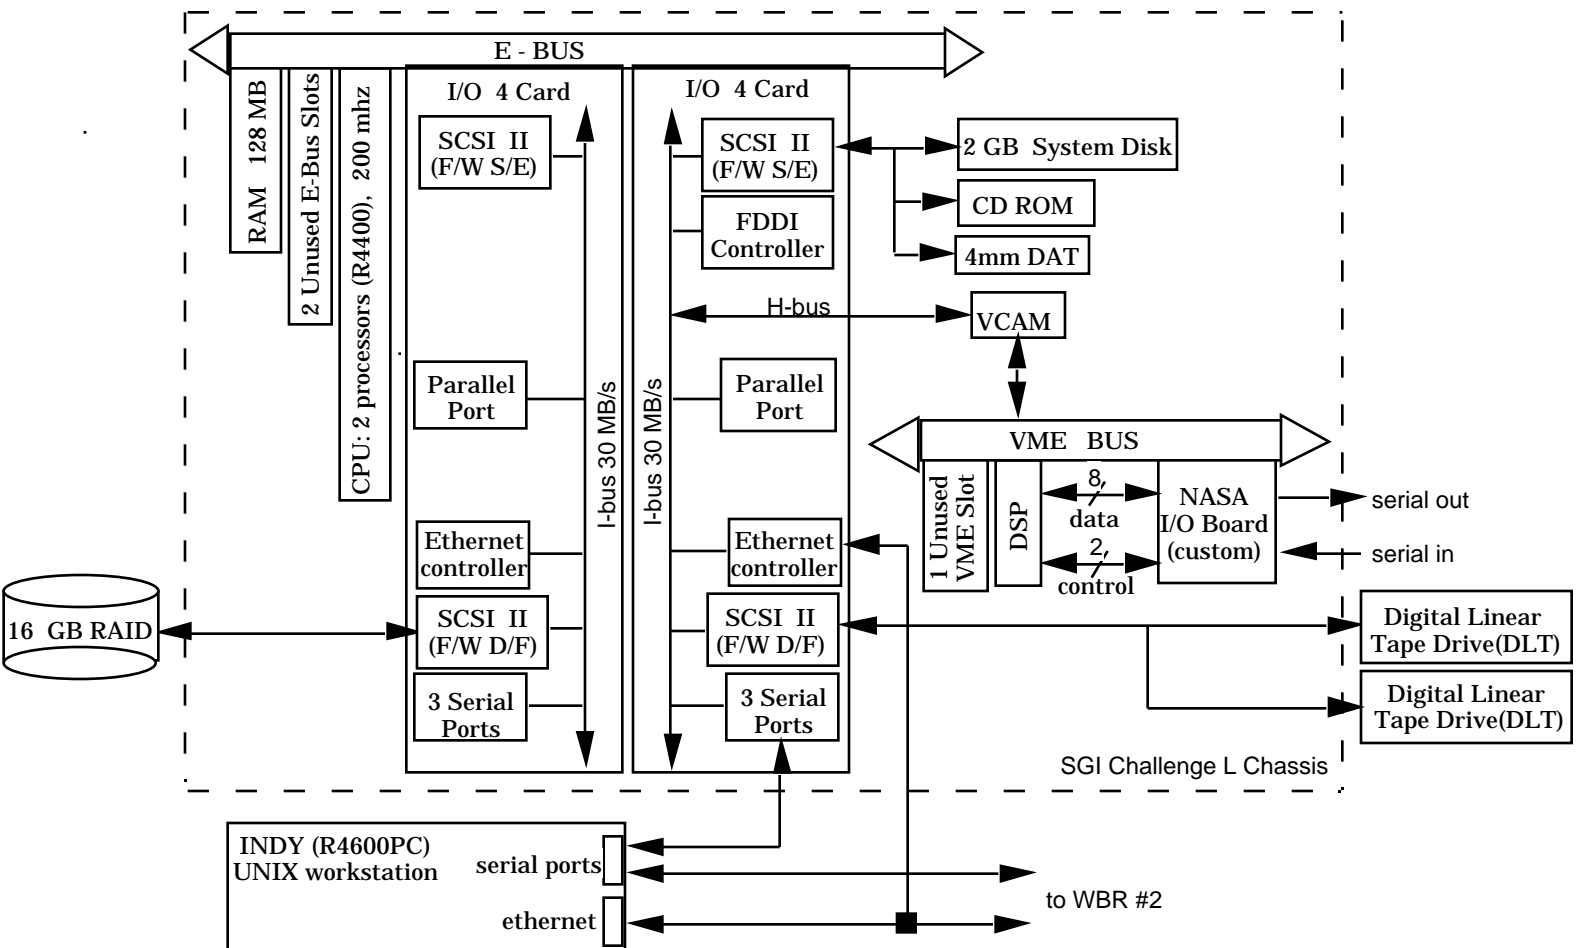 E - BUS
RAM 128 MB
2 Unused E-Bus Slots
CPU: 2 processors (R4400), 200 mhz
I/O 4 Card
SCSI II
(F/W S/E)
Parallel
Port
Ethernet
controller
SCSI II
(F/W D/F)
3 Serial
Ports
I-bus 30 MB/s
I/O 4 Card
I-bus 30 MB/s
SCSI II
(F/W S/E)
FDDI
Controller
H-bus
Parallel
Port
Ethernet
controller
SCSI II
(F/W D/F)
3 Serial
Ports
2 GB System Disk
CD ROM
4mm DAT
VCAM
VME BUS
1 Unused
VME Slot
DSP
8
data
2
control
NASA
I/O Board
(custom)
serial out
serial in
16 GB RAID
Digital Linear
Tape Drive(DLT)
Digital Linear
Tape Drive(DLT)
SGI Challenge L Chassis
INDY (R4600PC)
UNIX workstation
serial ports
ethernet
to WBR #2